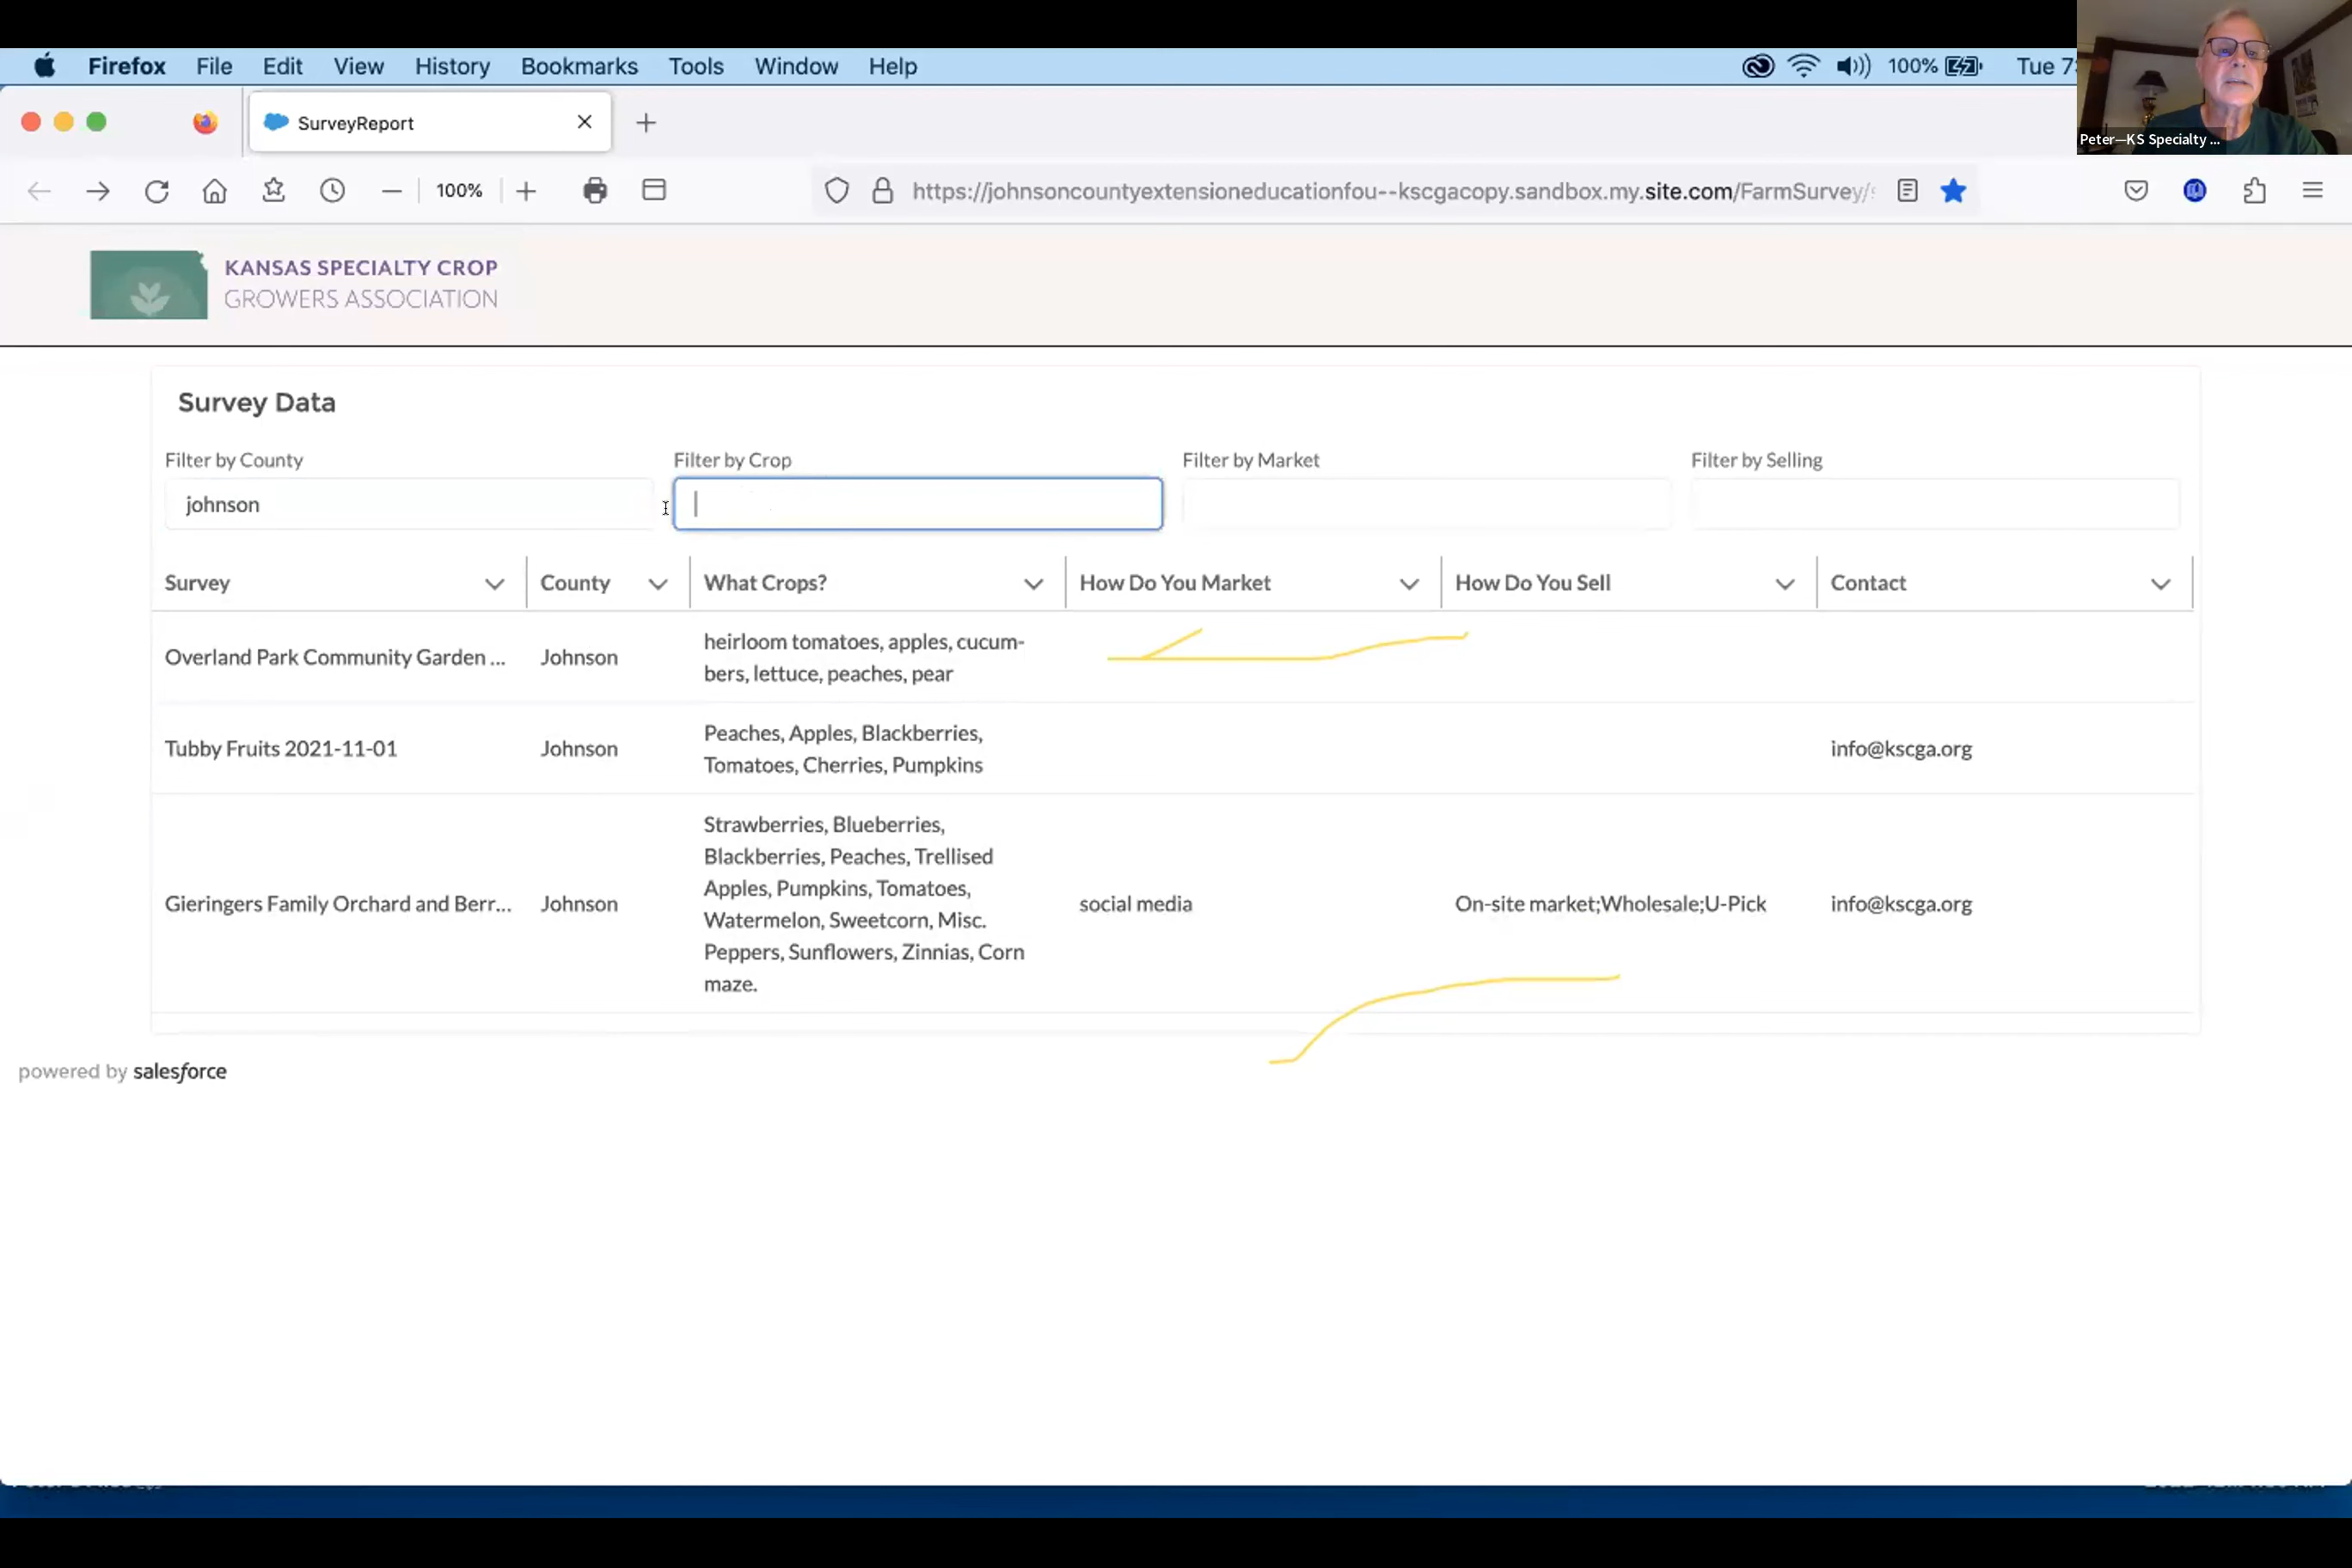 Firefox File Edit View History Bookmarks Tools Window Help 100% Tue 7:
Peter—KS Specialty ...
SurveyReport
100% https://johnsoncountyextensioneducationfou--kscgacopy.sandbox.my.site.com/FarmSurvey/
KANSAS SPECIALTY CROP
GROWERS ASSOCIATION
Survey Data
Filter by County Filter by Crop Filter by Market Filter by Selling
johnson
Survey County What Crops? How Do You Market How Do You Sell Contact
Overland Park Community Garden ... Johnson heirloom tomatoes, apples, cucum-
bers, lettuce, peaches, pear
Tubby Fruits 2021-11-01 Johnson Peaches, Apples, Blackberries,
Tomatoes, Cherries, Pumpkins info@kscga.org
Strawberries, Blueberries,
Blackberries, Peaches, Trellised
Apples, Pumpkins, Tomatoes,
Gieringers Family Orchard and Berr... Johnson social media On-site market;Wholesale;U-Pick info@kscga.org
Watermelon, Sweetcorn, Misc.
Peppers, Sunflowers, Zinnias, Corn
maze.
powered by salesforce